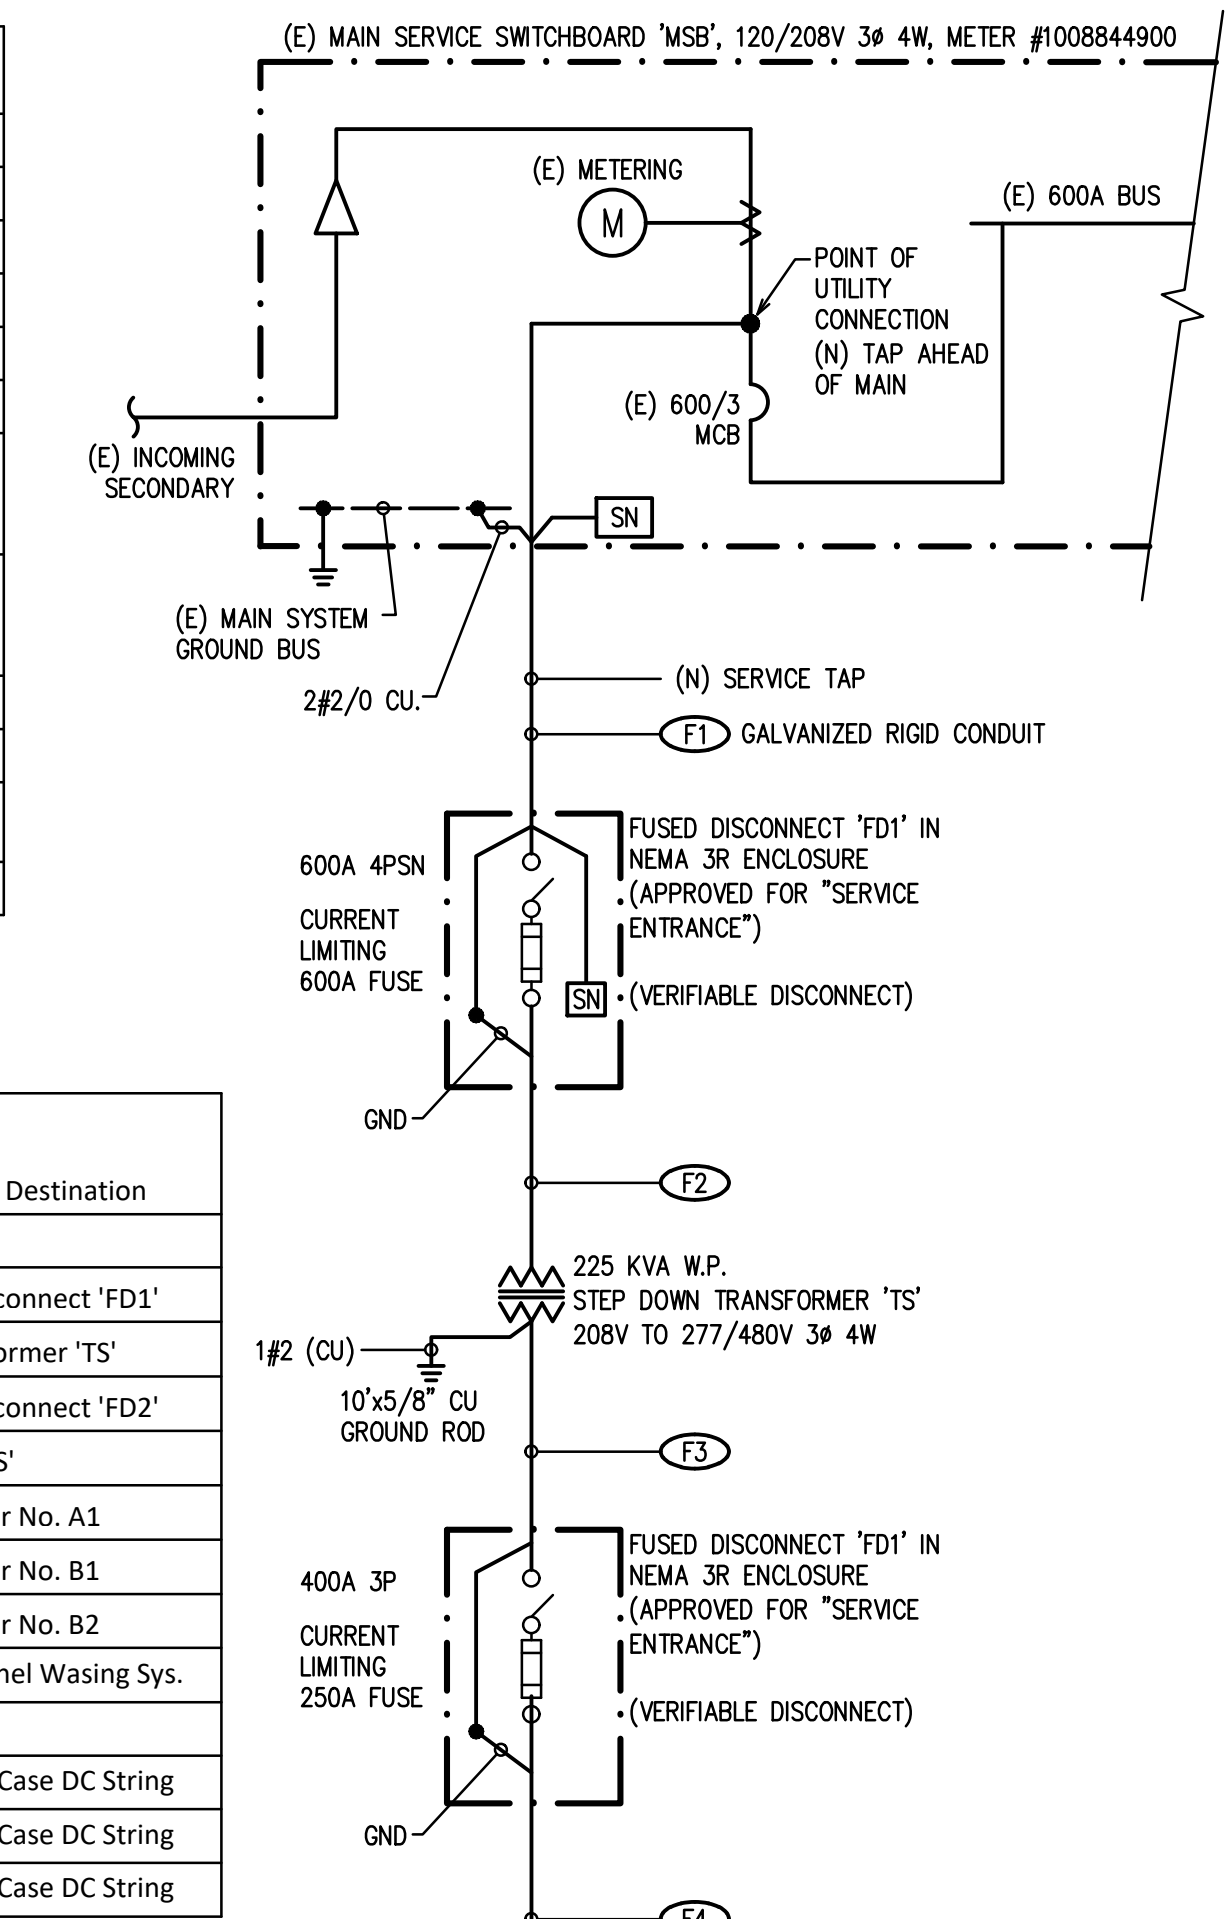 (E) MAIN SERVICE SWITCHBOARD 'MSB', 120/208V 3ø 4W, METER #1008844900
(E) METERING
M
(E) 600A BUS
POINT OF
UTILITY
CONNECTION
(N) TAP AHEAD
OF MAIN
(E) 600/3
MCB
(E) INCOMING
SECONDARY
SN
(E) MAIN SYSTEM
GROUND BUS
2#2/0 CU.
(N) SERVICE TAP
F1 GALVANIZED RIGID CONDUIT
600A 4PSN
CURRENT
LIMITING
600A FUSE
SN
FUSED DISCONNECT 'FD1' IN
NEMA 3R ENCLOSURE
(APPROVED FOR "SERVICE
ENTRANCE")
(VERIFIABLE DISCONNECT)
GND
F2
225 KVA W.P.
STEP DOWN TRANSFORMER 'TS'
208V TO 277/480V 3ø 4W
1#2 (CU)
10'x5/8" CU
GROUND ROD
F3
400A 3P
CURRENT
LIMITING
250A FUSE
FUSED DISCONNECT 'FD1' IN
NEMA 3R ENCLOSURE
(APPROVED FOR "SERVICE
ENTRANCE")
(VERIFIABLE DISCONNECT)
GND
F4
Destination
connect 'FD1'
ormer 'TS'
connect 'FD2'
S'
r No. A1
r No. B1
r No. B2
nel Wasing Sys.
Case DC String
Case DC String
Case DC String